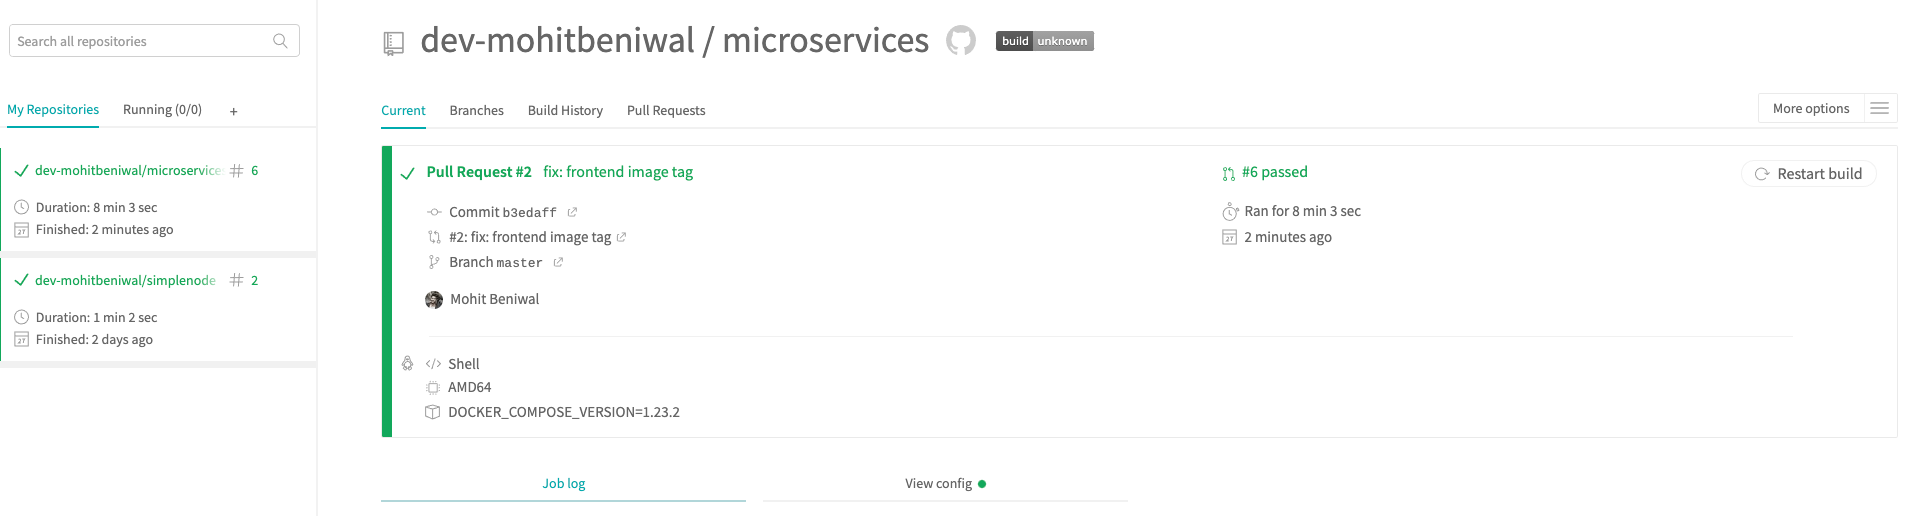 Search all repositories
My Repositories Running (0/0) +
dev-mohitbeniwal/microservice # 6
Duration: 8 min 3 sec
Finished: 2 minutes ago
dev-mohitbeniwal/simplenode # 2
Duration: 1 min 2 sec
Finished: 2 days ago
dev-mohitbeniwal / microservices build unknown
Current Branches Build History Pull Requests More options
Pull Request #2 fix: frontend image tag #6 passed Restart build
Commit b3edaff Ran for 8 min 3 sec
#2: fix: frontend image tag 2 minutes ago
Branch master
Mohit Beniwal
</> Shell
AMD64
DOCKER_COMPOSE_VERSION=1.23.2
Job log View config